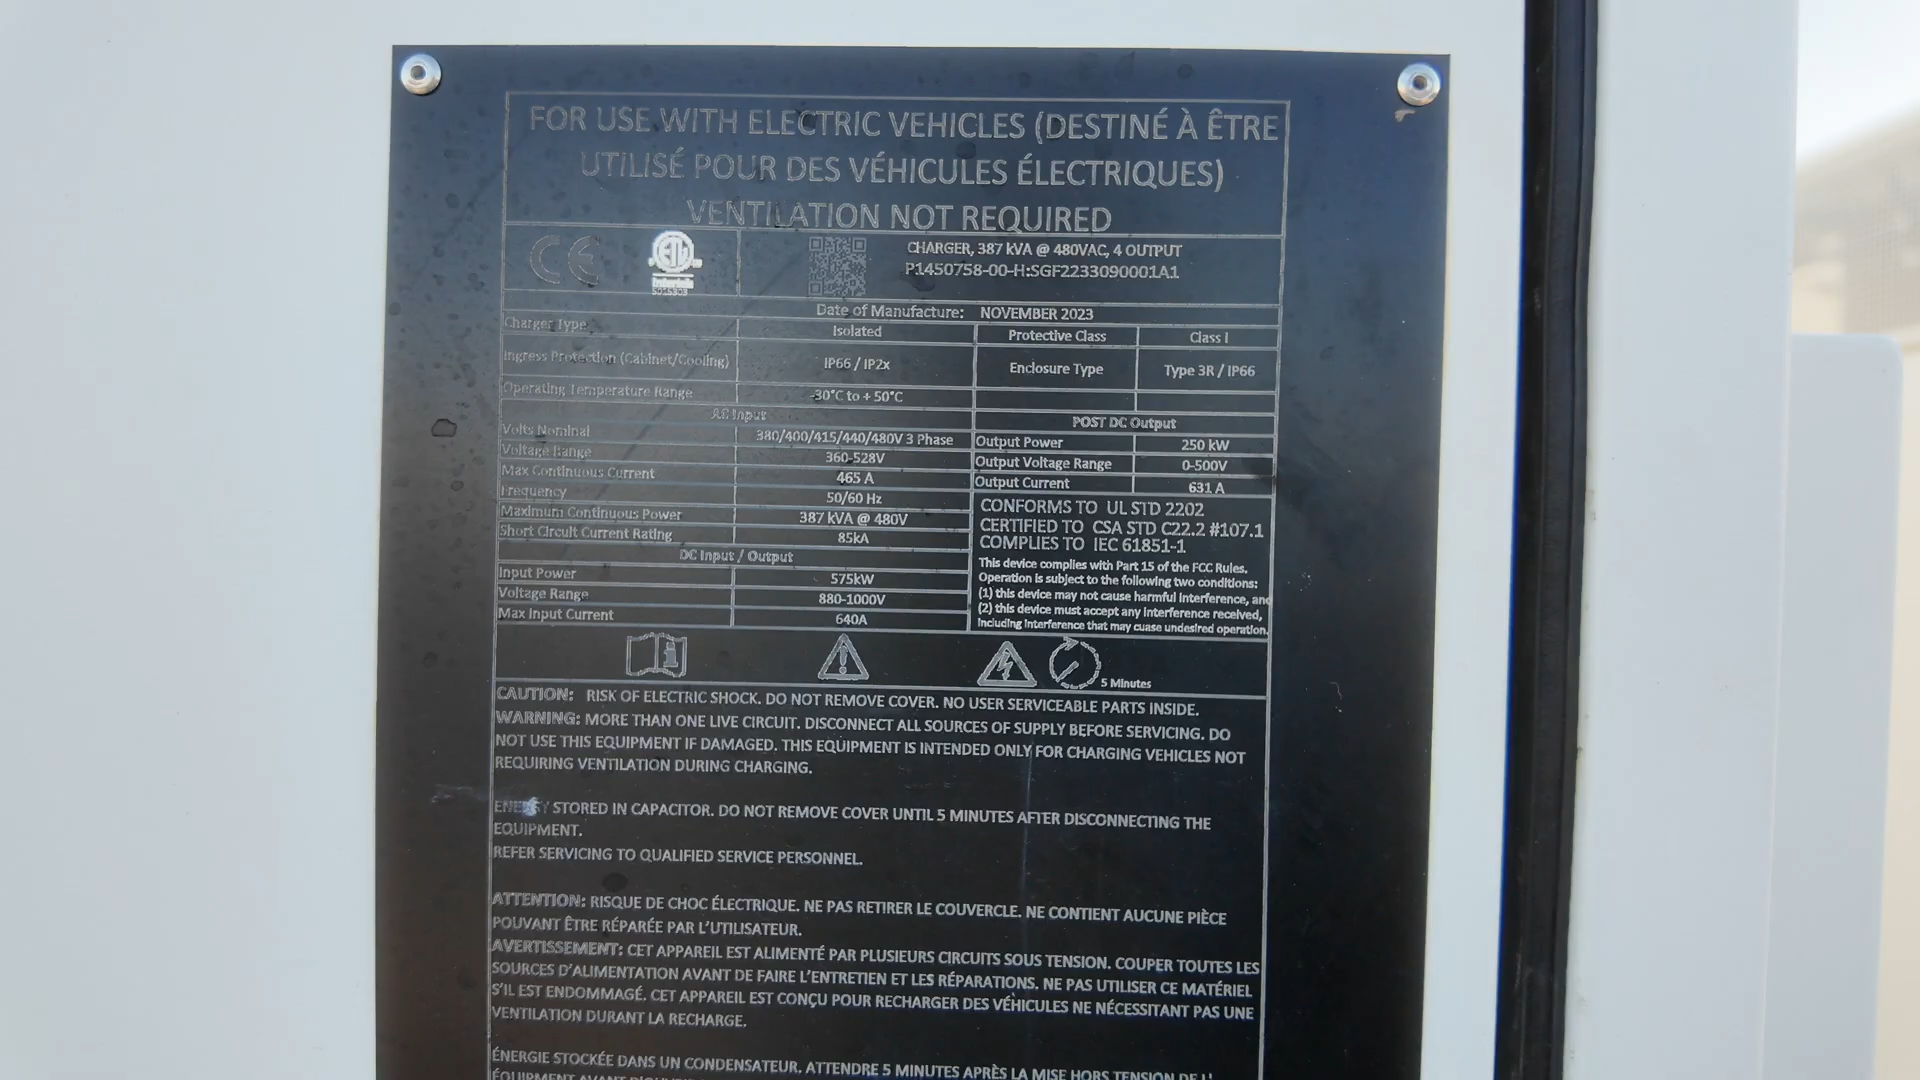 FOR USE WITH ELECTRIC VEHICLES (DESTINÉ À ÊTRE
UTILISÉ POUR DES VÉHICULES ÉLECTRIQUES)
VENTILATION NOT REQUIRED
CE
ETL
Intertek
CHARGER, 387 kVA @ 480VAC, 4 OUTPUT
P1450758-00-H:SGF2233090001A1
Date of Manufacture: NOVEMBER 2023
Charger Type Isolated Protective Class Class I
Ingress Protection (Cabinet/Cooling) IP66 / IP2x Enclosure Type Type 3R / IP66
Operating Temperature Range -30°C to + 50°C
AC Input POST DC Output
Volts Nominal 380/400/415/440/480V 3 Phase Output Power 250 kW
Voltage Range 360-528V Output Voltage Range 0-500V
Max Continuous Current 465 A Output Current 631 A
Frequency 50/60 Hz
Maximum Continuous Power 387 kVA @ 480V
Short Circuit Current Rating 85kA
DC Input / Output
Input Power 575kW
Voltage Range 880-1000V
Max Input Current 640A
CONFORMS TO UL STD 2202
CERTIFIED TO CSA STD C22.2 #107.1
COMPLIES TO IEC 61851-1
This device complies with Part 15 of the FCC Rules.
Operation is subject to the following two conditions:
(1) this device may not cause harmful interference, and
(2) this device must accept any interference received,
including interference that may cuase undesired operation.
5 Minutes
CAUTION: RISK OF ELECTRIC SHOCK. DO NOT REMOVE COVER. NO USER SERVICEABLE PARTS INSIDE.
WARNING: MORE THAN ONE LIVE CIRCUIT. DISCONNECT ALL SOURCES OF SUPPLY BEFORE SERVICING. DO
NOT USE THIS EQUIPMENT IF DAMAGED. THIS EQUIPMENT IS INTENDED ONLY FOR CHARGING VEHICLES NOT
REQUIRING VENTILATION DURING CHARGING.
ENERGY STORED IN CAPACITOR. DO NOT REMOVE COVER UNTIL 5 MINUTES AFTER DISCONNECTING THE
EQUIPMENT.
REFER SERVICING TO QUALIFIED SERVICE PERSONNEL.
ATTENTION: RISQUE DE CHOC ÉLECTRIQUE. NE PAS RETIRER LE COUVERCLE. NE CONTIENT AUCUNE PIÈCE
POUVANT ÊTRE RÉPARÉE PAR L'UTILISATEUR.
AVERTISSEMENT: CET APPAREIL EST ALIMENTÉ PAR PLUSIEURS CIRCUITS SOUS TENSION. COUPER TOUTES LES
SOURCES D'ALIMENTATION AVANT DE FAIRE L'ENTRETIEN ET LES RÉPARATIONS. NE PAS UTILISER CE MATÉRIEL
S'IL EST ENDOMMAGÉ. CET APPAREIL EST CONÇU POUR RECHARGER DES VÉHICULES NE NÉCESSITANT PAS UNE
VENTILATION DURANT LA RECHARGE.
ÉNERGIE STOCKÉE DANS UN CONDENSATEUR. ATTENDRE 5 MINUTES APRÈS LA MISE HORS TENSION DE L'
ÉQUIPMENT AVANT